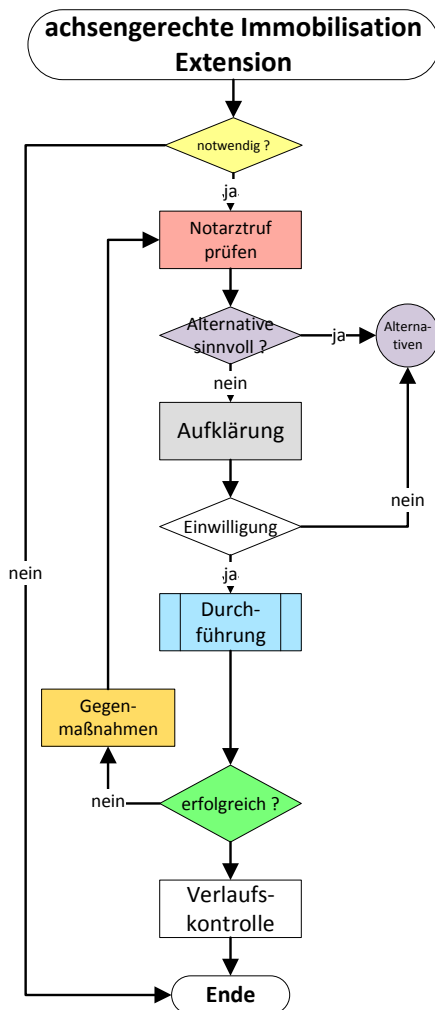 achsengerechte Immobilisation
Extension
notwendig ?
ja
Notarztruf
prüfen
Alternative
sinnvoll ?
ja
Alterna-
tiven
nein
Aufklärung
Einwilligung
nein
ja
nein
Durch-
führung
Gegen-
maßnahmen
nein
erfolgreich ?
Verlaufs-
kontrolle
Ende